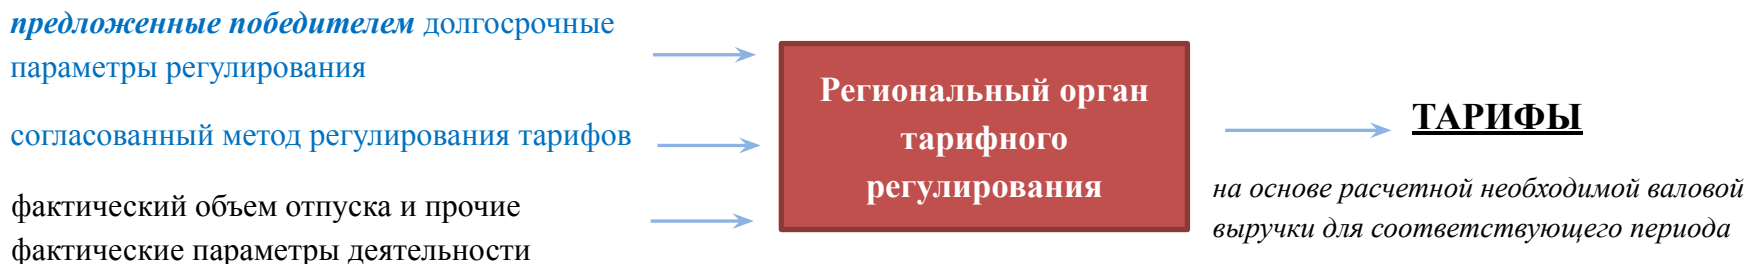 предложенные победителем долгосрочные
параметры регулирования
согласованный метод регулирования тарифов
фактический объем отпуска и прочие
фактические параметры деятельности
Региональный орган
тарифного
регулирования
ТАРИФЫ
на основе расчетной необходимой валовой
выручки для соответствующего периода